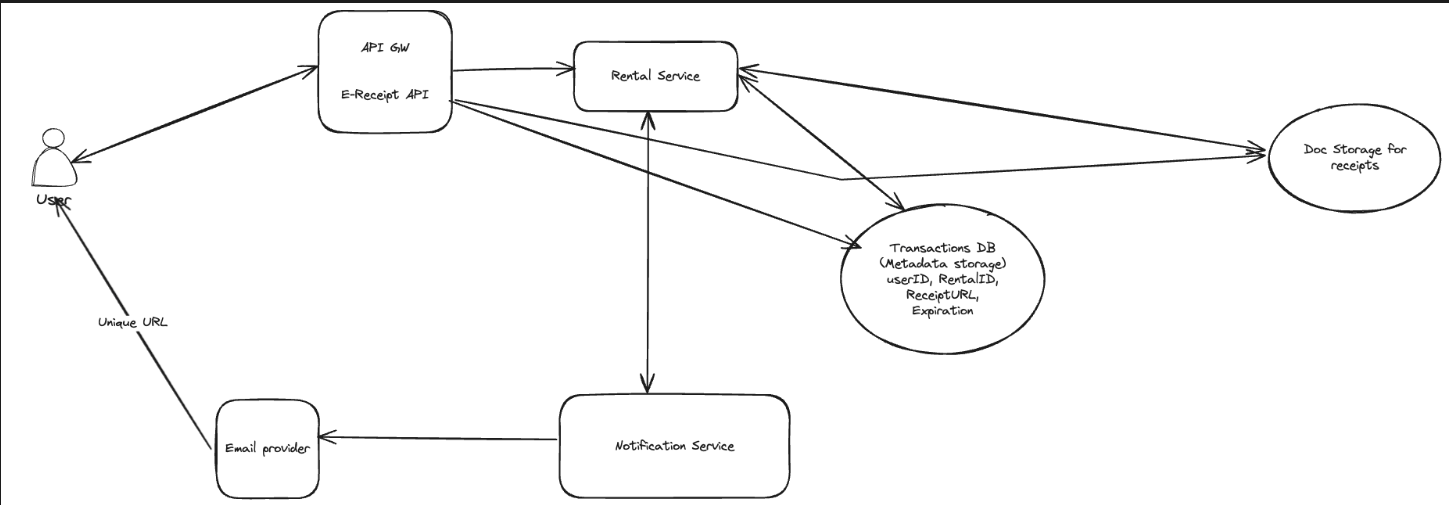 API GW
E-Receipt API
Rental Service
Doc Storage for
receipts
User
Transactions DB
(Metadata storage)
userID, RentalID,
ReceiptURL,
Expiration
Unique URL
Email provider
Notification Service